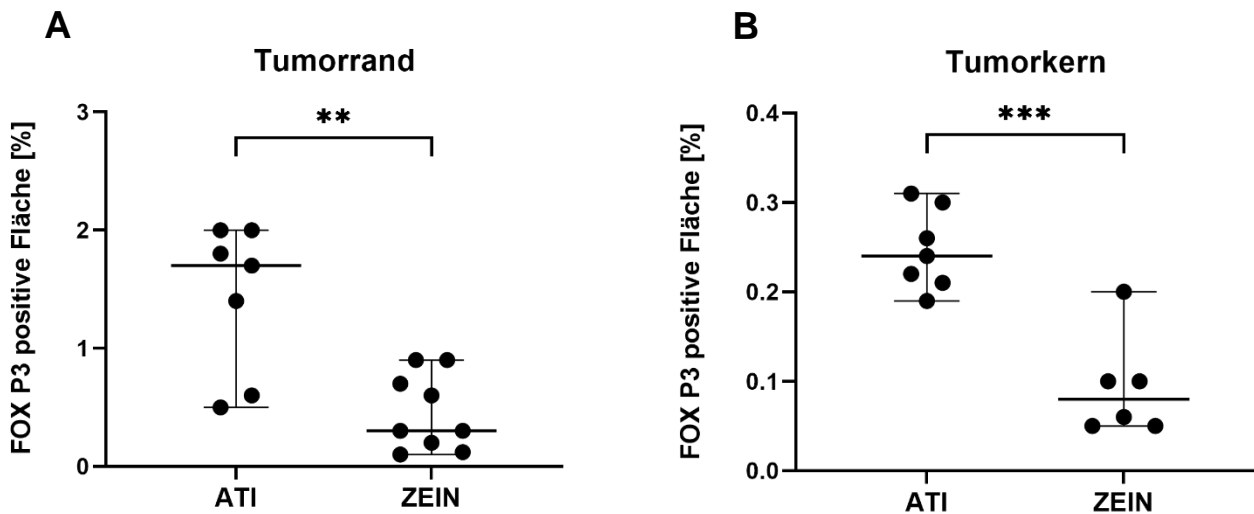 A
Tumorrand
FOX P3 positive Fläche [%]
3
2
1
0
**
ATI
ZEIN
B
Tumorkern
FOX P3 positive Fläche [%]
0.4
0.3
0.2
0.1
0.0
***
ATI
ZEIN